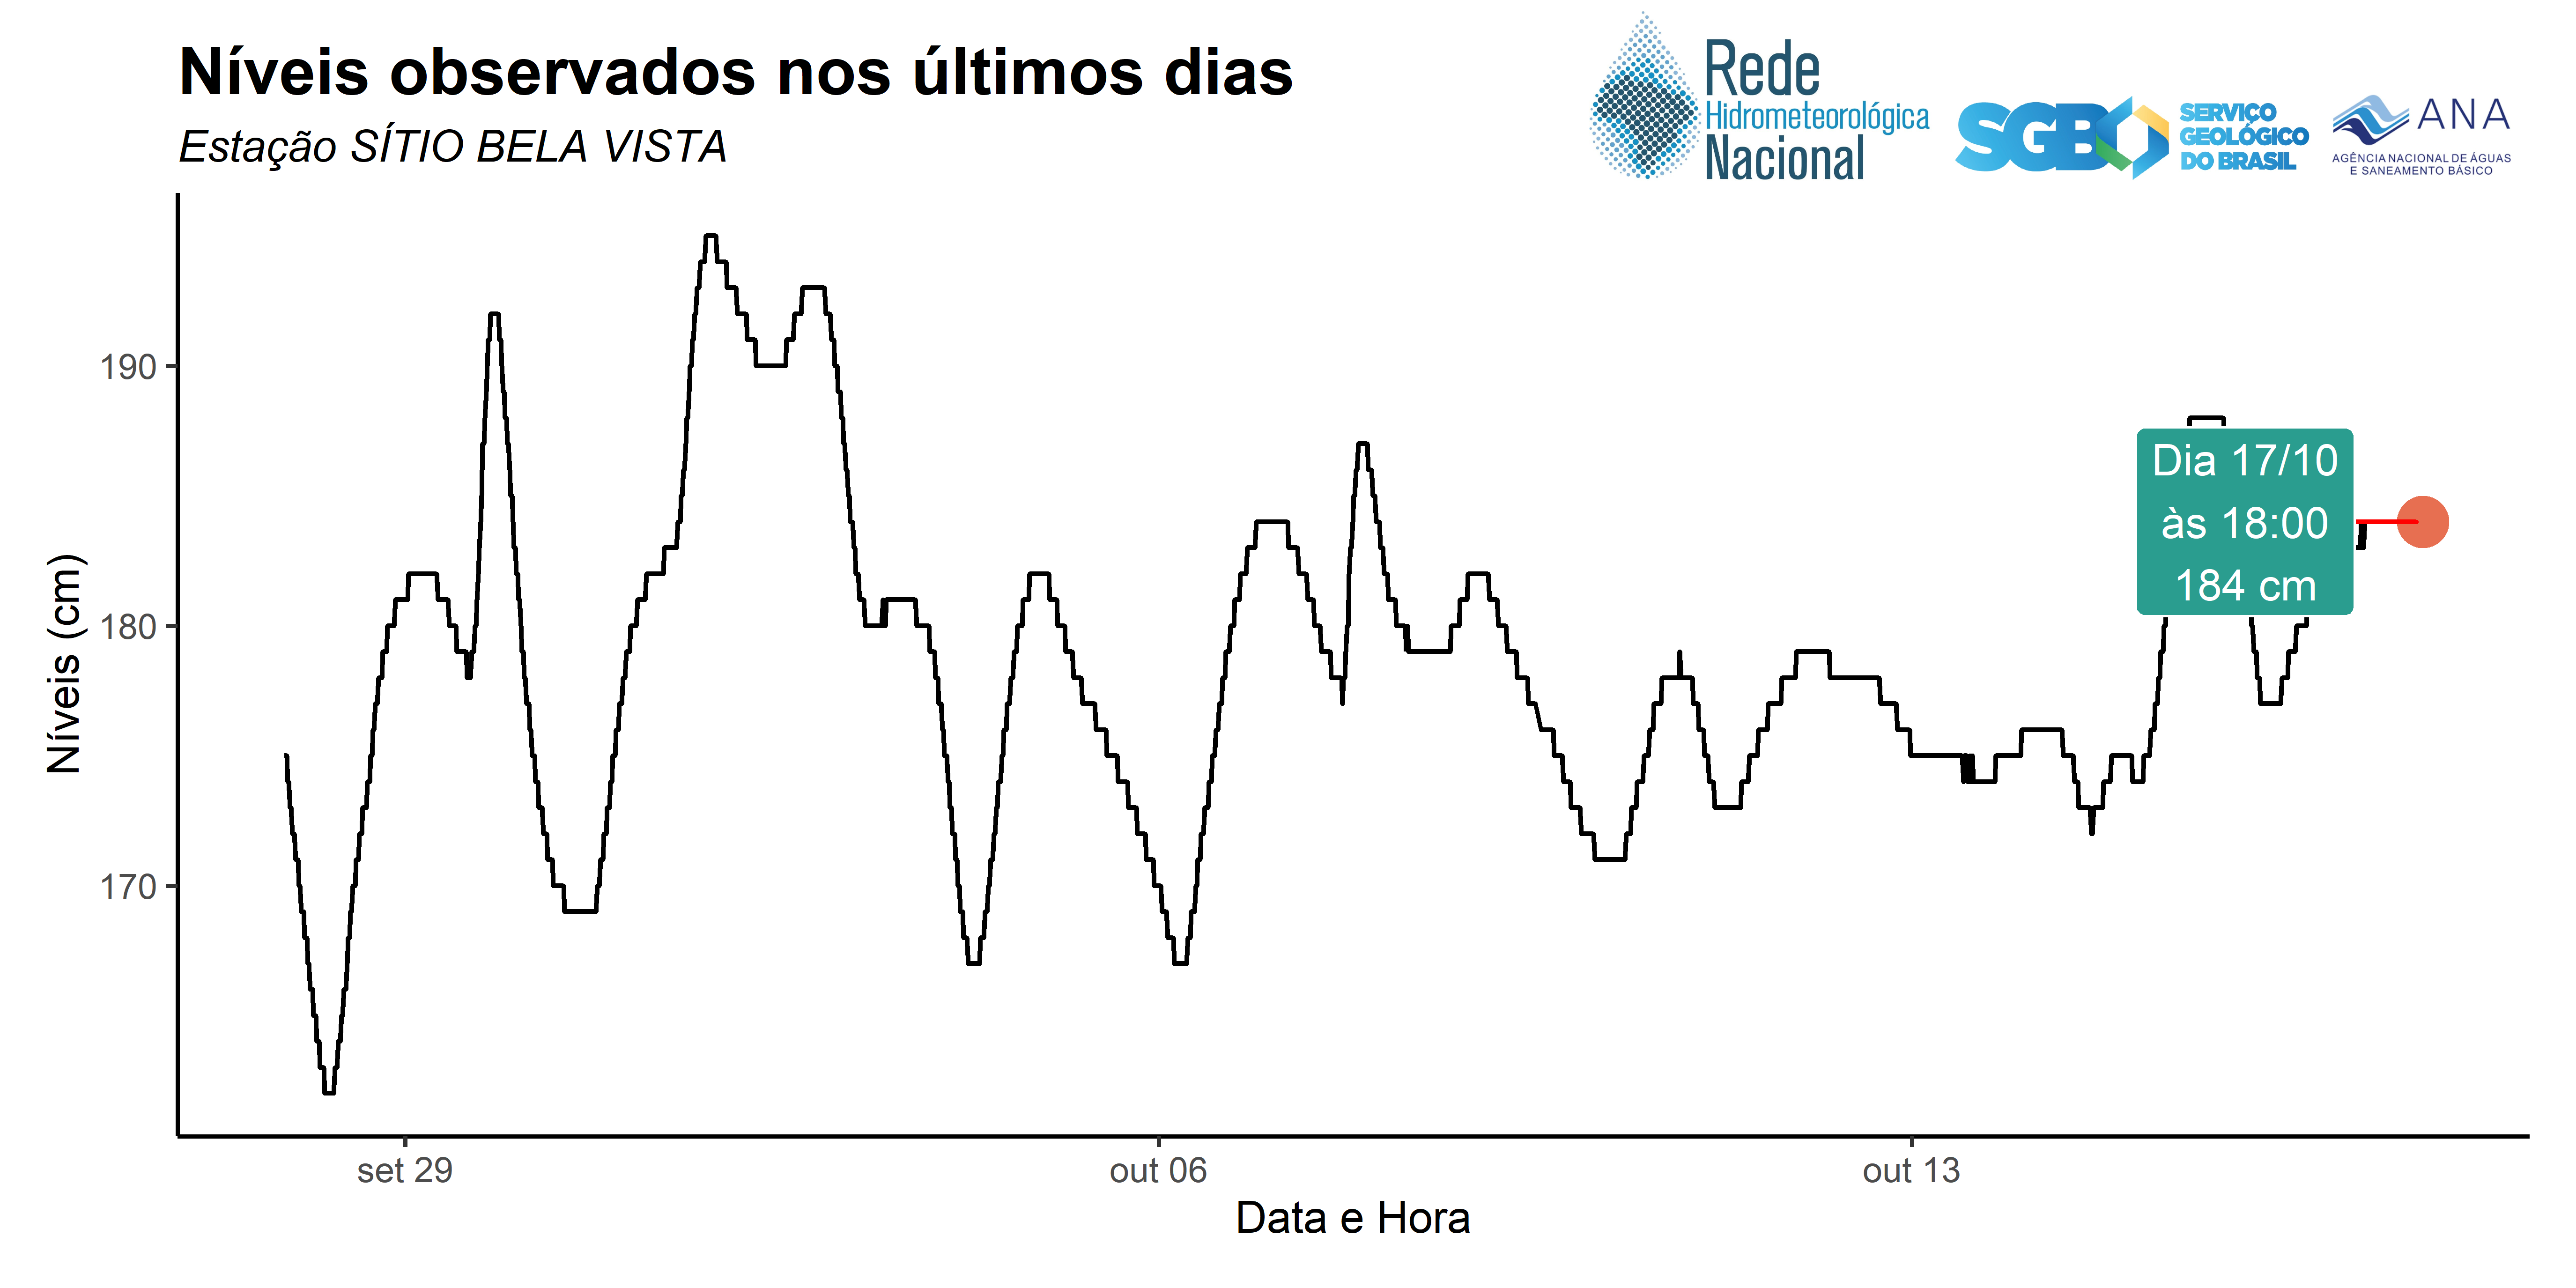 Níveis observados nos últimos dias
Estação SÍTIO BELA VISTA
Rede
Hidrometeorológica
Nacional
SGB
SERVIÇO
GEOLÓGICO
DO BRASIL
ANA
AGÊNCIA NACIONAL DE ÁGUAS
E SANEAMENTO BÁSICO
Níveis (cm)
190
180
170
Dia 17/10
às 18:00
184 cm
set 29
out 06
out 13
Data e Hora